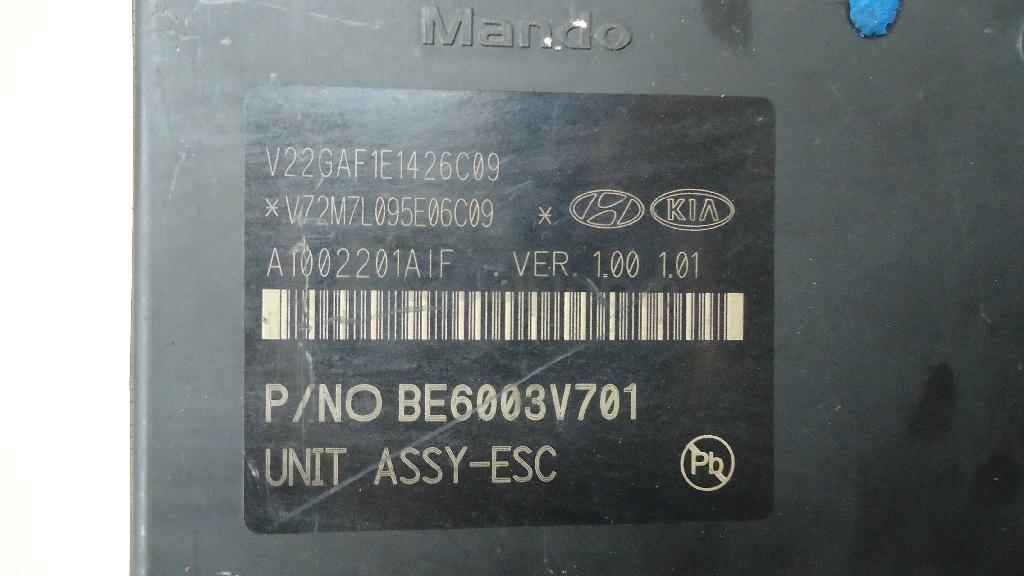 Mando
V22GAF1E1426C09
*V72M7L095E06C09 * KIA
A1002201AIF . VER. 1.00 1.01
P/NO BE6003V701
UNIT ASSY-ESC
Pb